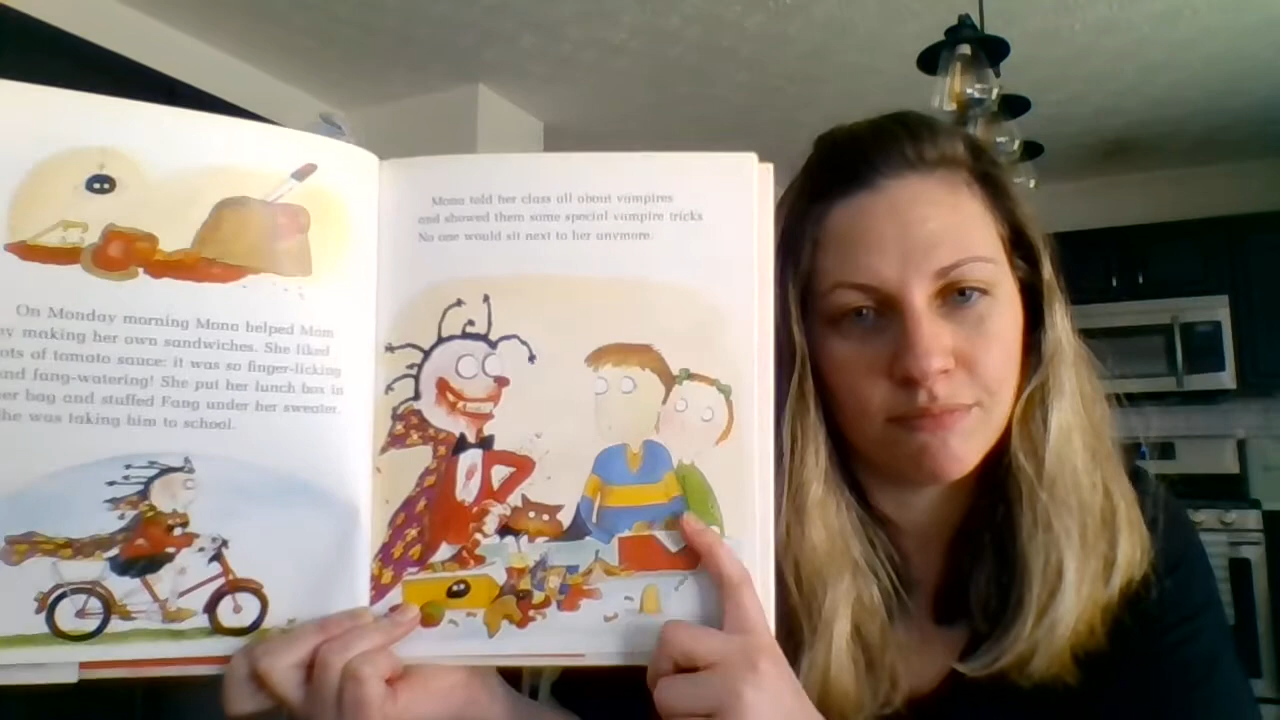 On Monday morning Mona helped Mom
making her own sandwiches. She liked
of tomato sauce: it was so finger-licking
and fang-watering! She put her lunch box in
her bag and stuffed Fang under her sweater.
She was taking him to school.
Mona told her class all about vampires
and showed them some special vampire tricks
No one would sit next to her anymore.